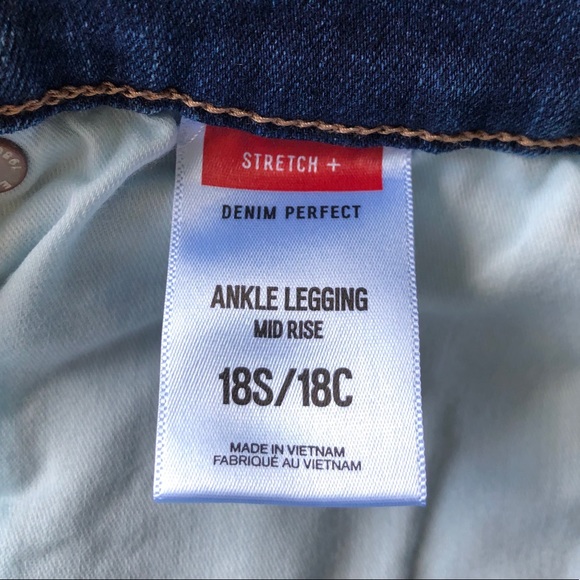 STRETCH +
DENIM PERFECT
ANKLE LEGGING
MID RISE
18S/18C
MADE IN VIETNAM
FABRIQUÉ AU VIETNAM